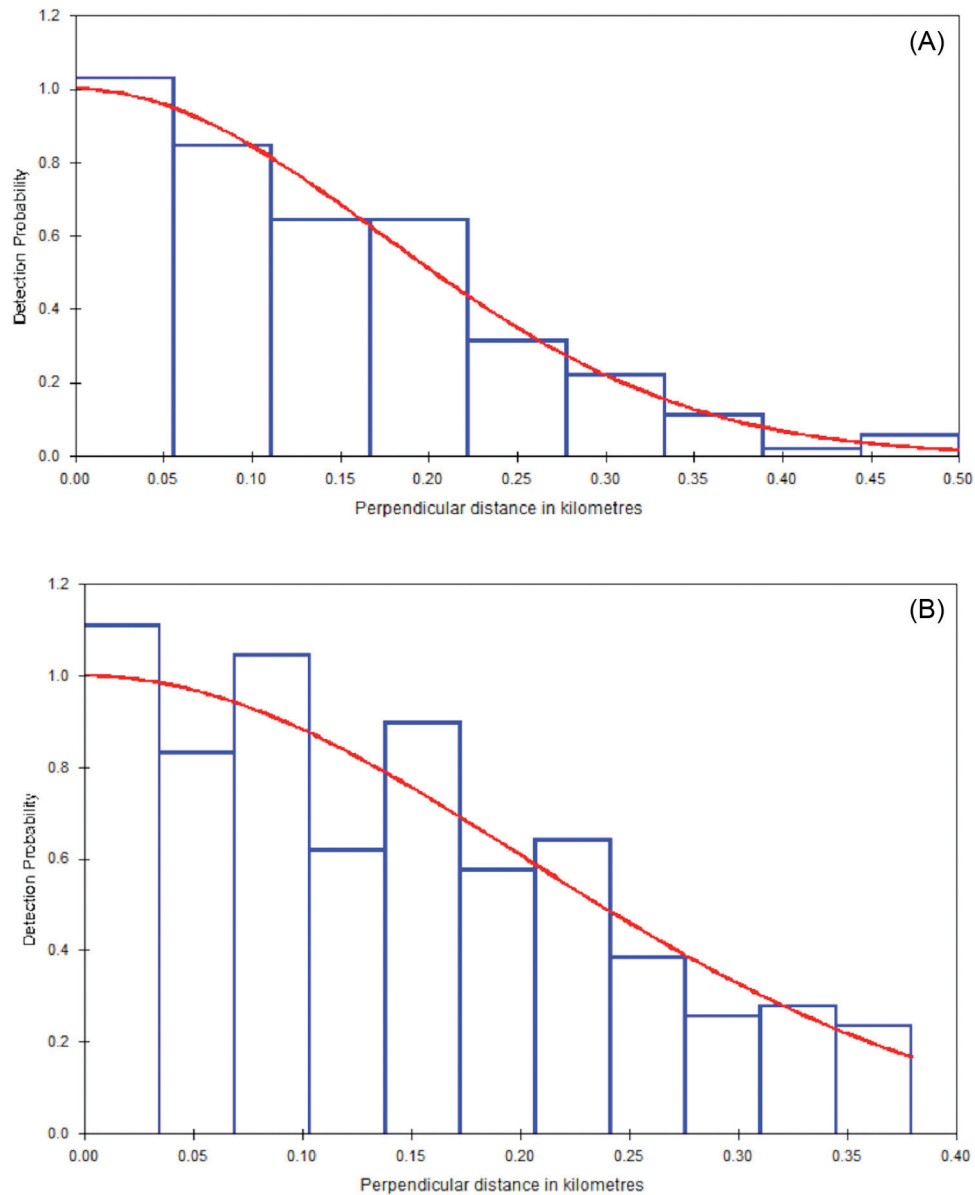 (A)
1.2
1.0
0.8
0.6
0.4
0.2
0.0
Detection Probability
0.00 0.05 0.10 0.15 0.20 0.25 0.30 0.35 0.40 0.45 0.50
Perpendicular distance in kilometres
(B)
1.2
1.0
0.8
0.6
0.4
0.2
0.0
Detection Probability
0.00 0.05 0.10 0.15 0.20 0.25 0.30 0.35 0.40
Perpendicular distance in kilometres